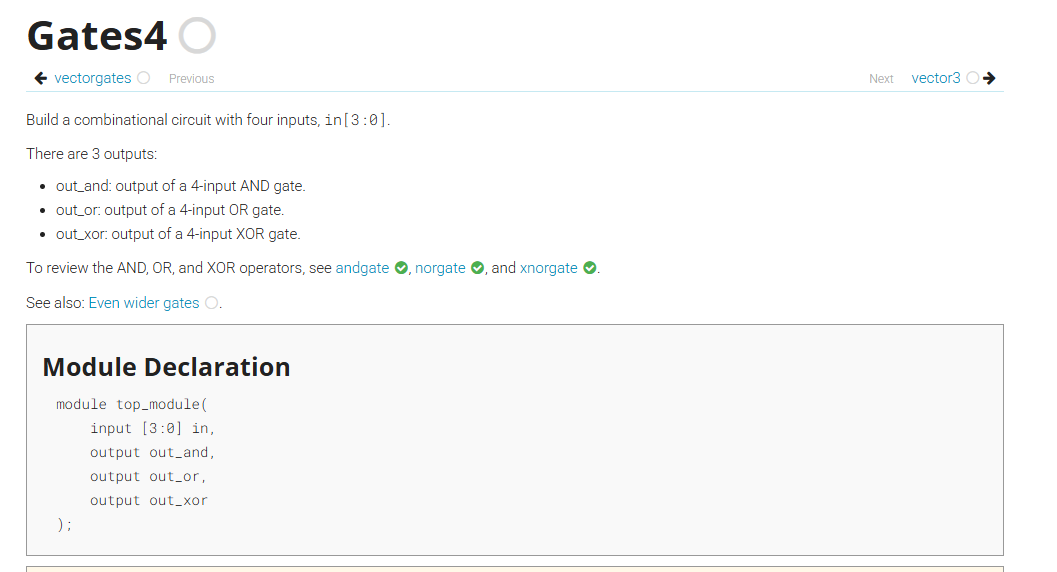 Gates4
vectorgates Previous Next vector3
Build a combinational circuit with four inputs, in[3:0].
There are 3 outputs:
• out_and: output of a 4-input AND gate.
• out_or: output of a 4-input OR gate.
• out_xor: output of a 4-input XOR gate.
To review the AND, OR, and XOR operators, see andgate , norgate , and xnorgate .
See also: Even wider gates .
Module Declaration
module top_module(
    input [3:0] in,
    output out_and,
    output out_or,
    output out_xor
);